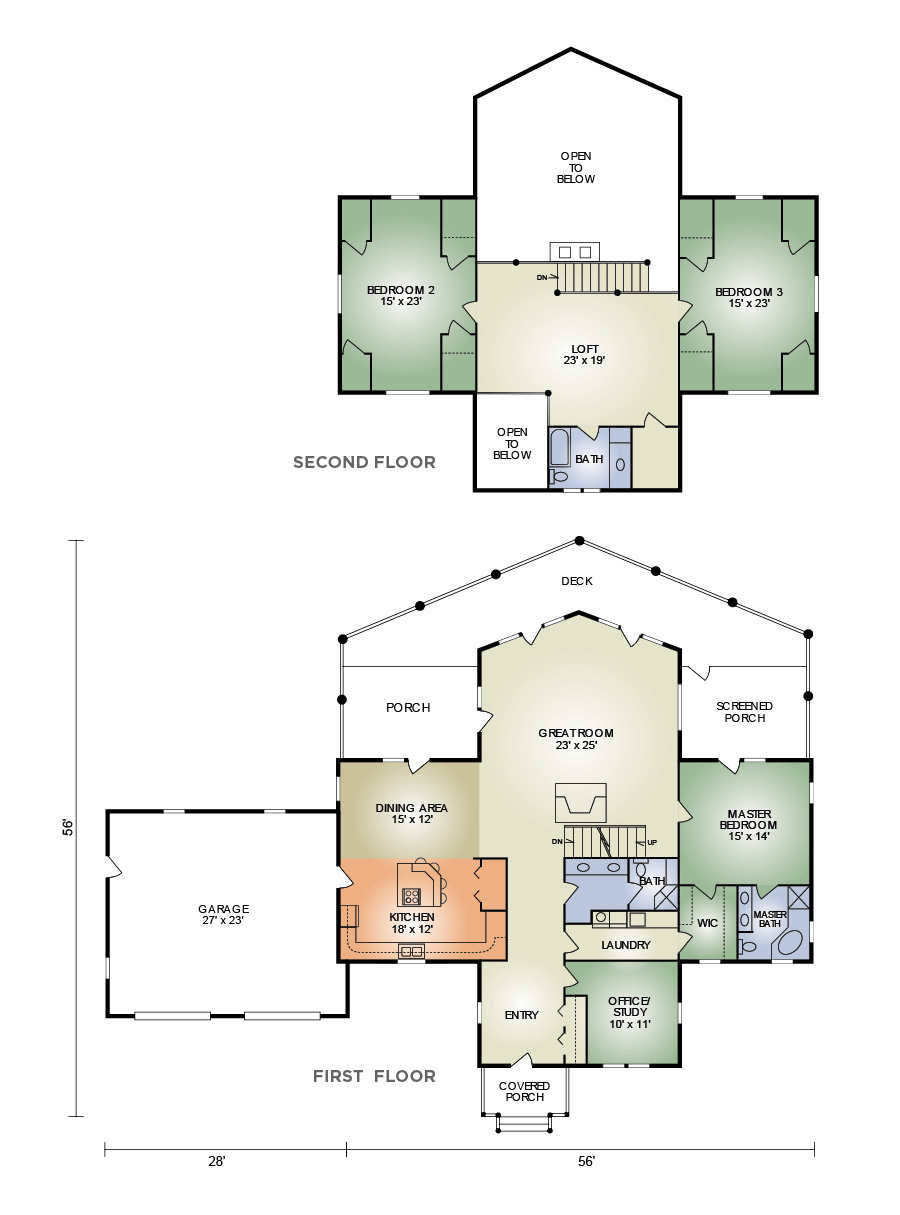 OPEN
TO
BELOW
DN
BEDROOM 2
15' x 23'
BEDROOM 3
15' x 23'
LOFT
23' x 19'
OPEN
TO
BELOW
BATH
SECOND FLOOR
DECK
PORCH
SCREENED
PORCH
GREATROOM
23' x 25'
DINING AREA
15' x 12'
MASTER
BEDROOM
15' x 14'
56'
DN
UP
BATH
GARAGE
27' x 23'
KITCHEN
18' x 12'
WIC
MASTER
BATH
LAUNDRY
ENTRY
OFFICE/
STUDY
10' x 11'
FIRST FLOOR
COVERED
PORCH
28'
56'